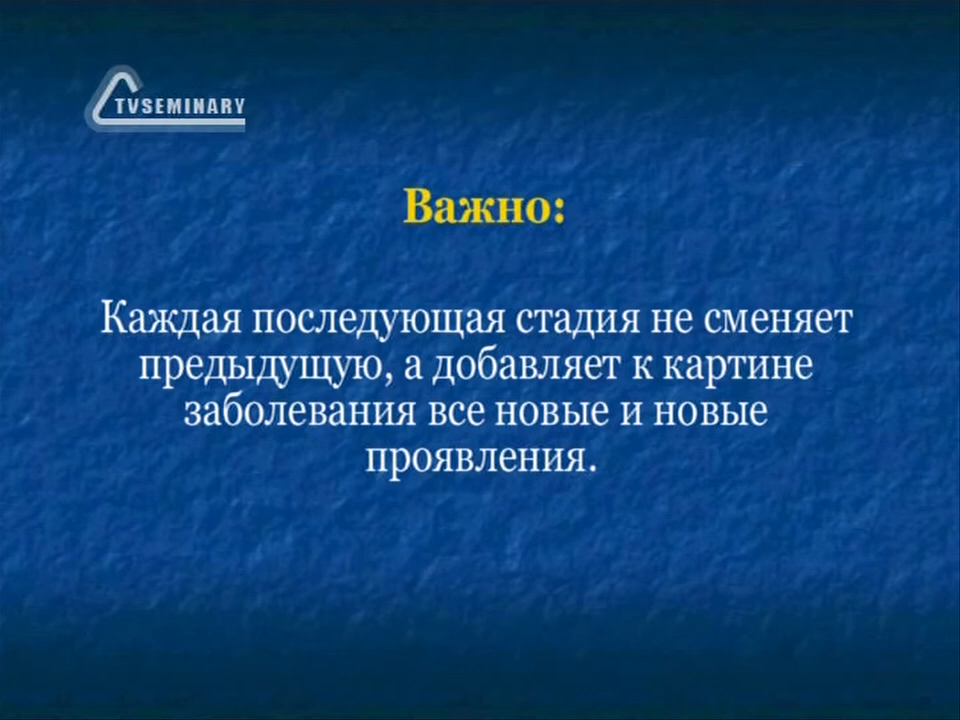 TVSEMINARY
Важно:
Каждая последующая стадия не сменяет
предыдущую, а добавляет к картине
заболевания все новые и новые
проявления.